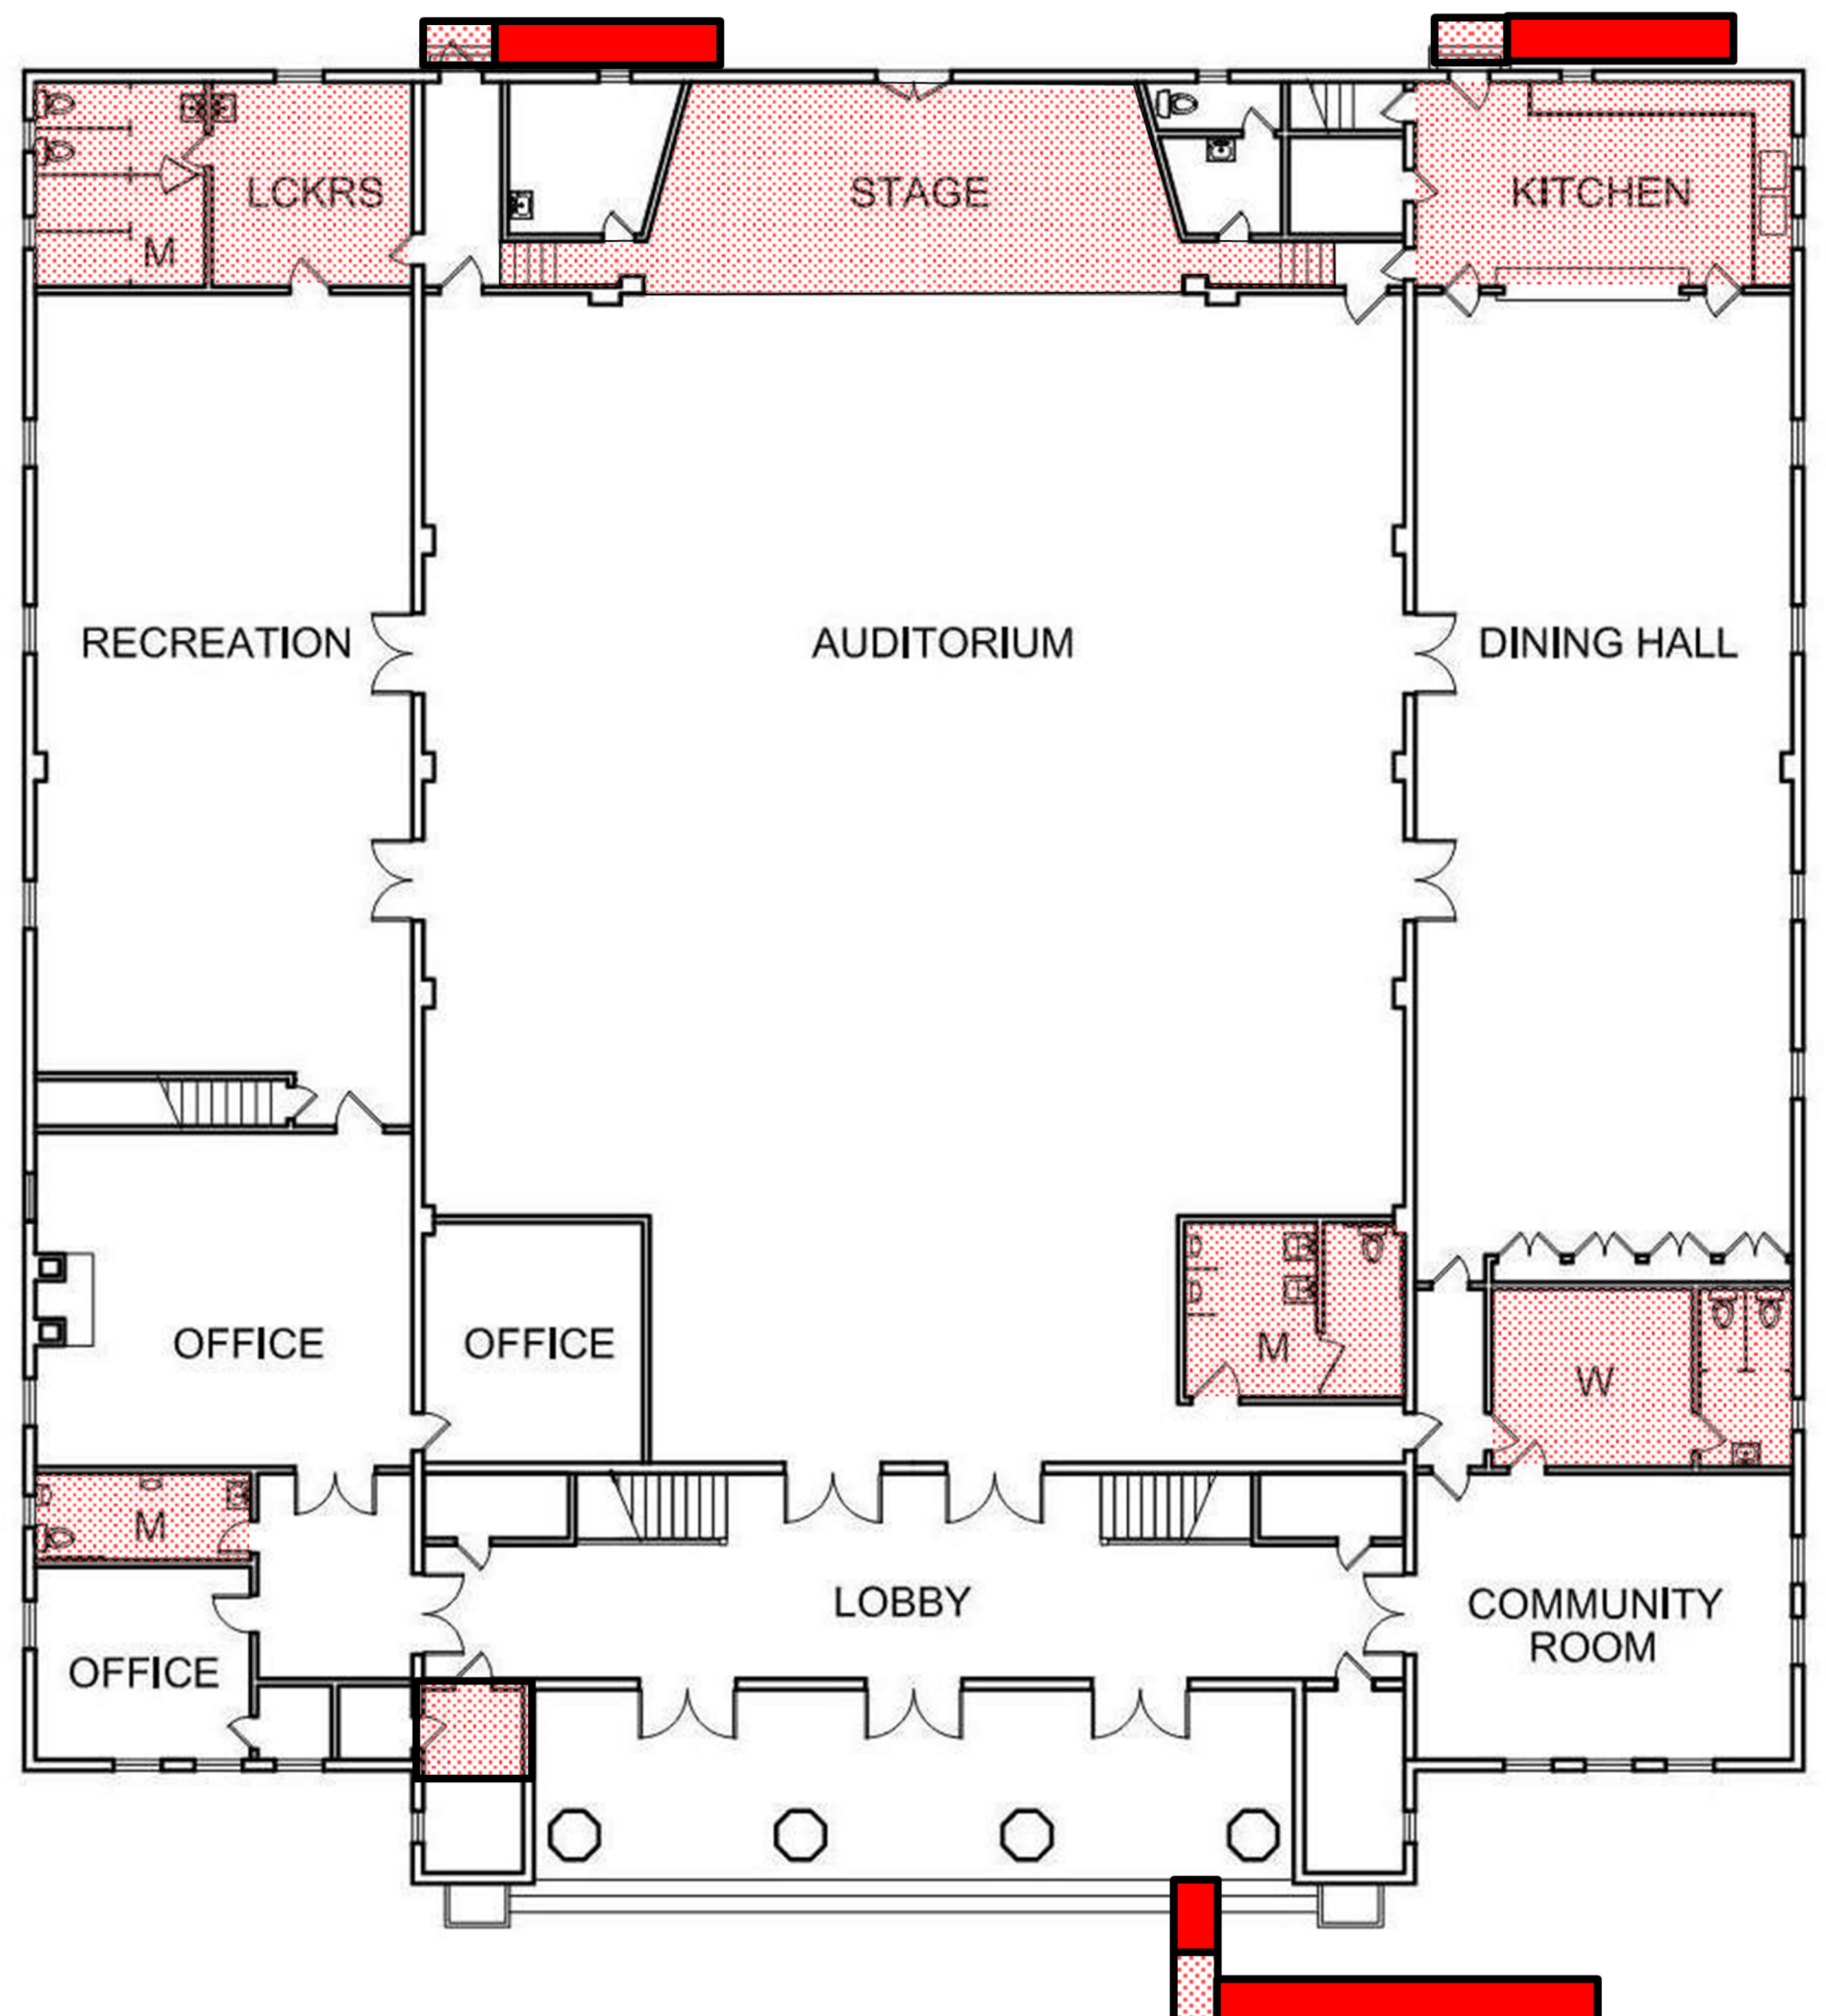 LCKRS
STAGE
KITCHEN
M
RECREATION
AUDITORIUM
DINING HALL
OFFICE
OFFICE
M
W
M
LOBBY
COMMUNITY
ROOM
OFFICE